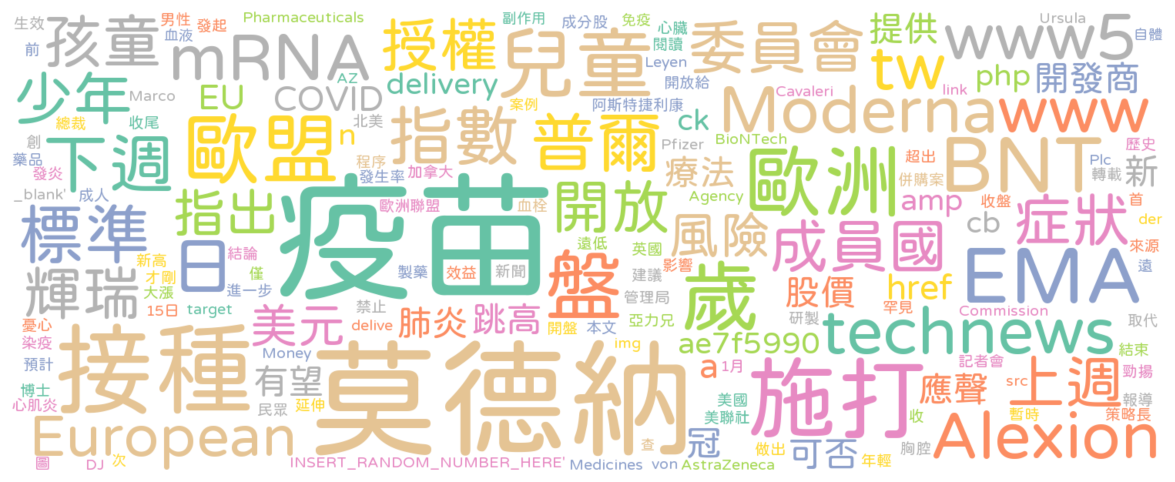 生效 前 孩童 男性 發起 血液 Pharmaceuticals 副作用 成分股 免疫 心臟 閱讀 委員會 提供 Ursula 自體
mRNA 授權 兒童 Leyen 開放給 tw www5 php 開發商
少年 Marco EU AZ COVID delivery 案例 阿斯特捷利康 Cavaleri link
總裁 收尾 歐盟 北美 n 指數 普爾 ck Moderna www
創 藥品 發炎 下週 程序 發生率 加拿大 Pfizer BioNTech 超出 併購案 BNT Plc 轉載 新 歷史
_blank' 成人 指出 歐洲聯盟 血栓 開放 療法 Agency 歐洲 amp 收盤 首 der
標準 日 結論 疫苗 遠低 英國 風險 成員國 cb 症狀 來源 遠
新高 才剛 大漲 僅 進一步 製藥 效益 新聞 盤 影響 建議 歲 股價 href EMA
輝瑞 15日 target 禁止 管理局 罕見 Commission
憂心 染疫 美元 delive 肺炎 跳高 開盤 本文 亞力兄 研製 technews 取代
預計 接種 Money img ae7f5990 記者會 結束
博士 心肌炎 有望 莫德納 a 1月 施打 應聲 src 上週 勁揚 報導
民眾 延伸 美國 美聯社 收 暫時 策略長
European 查 冠 做出 可否 胸腔 Alexion
圖 DJ 次 INSERT_RANDOM_NUMBER_HERE' Medicines von AstraZeneca 年輕